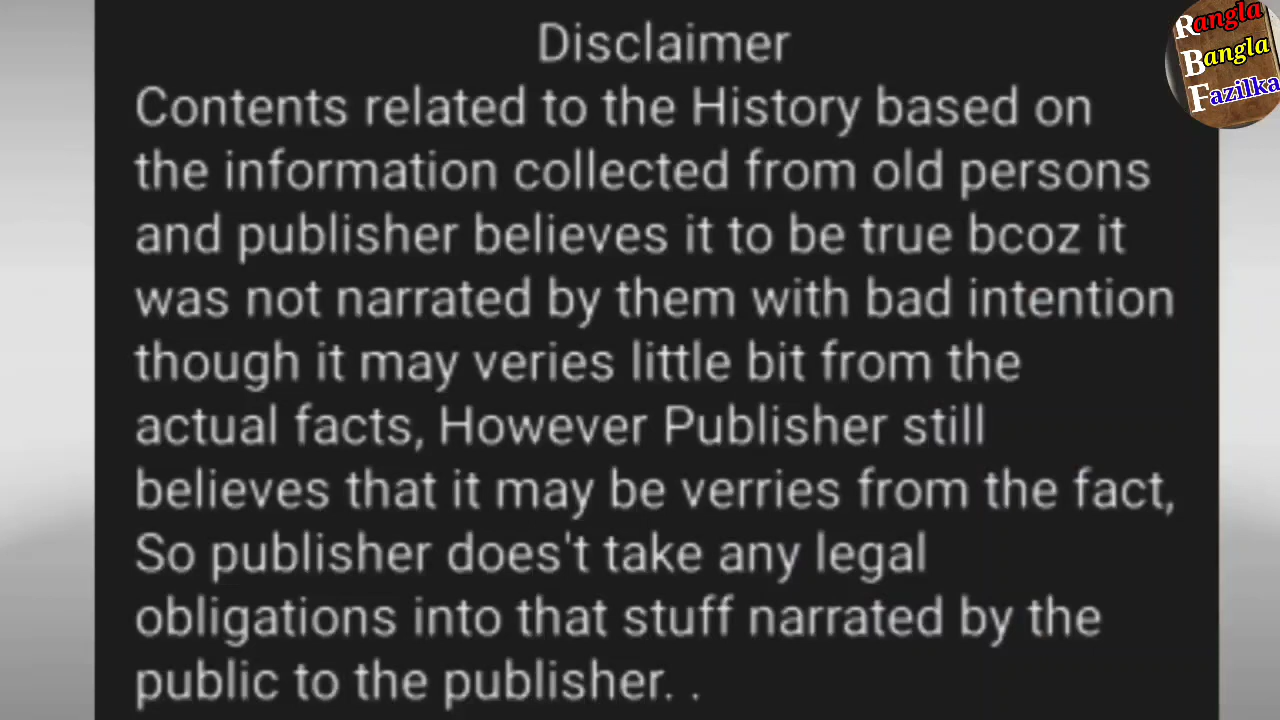 Disclaimer
Contents related to the History based on
the information collected from old persons
and publisher believes it to be true bcoz it
was not narrated by them with bad intention
though it may veries little bit from the
actual facts, However Publisher still
believes that it may be verries from the fact,
So publisher does't take any legal
obligations into that stuff narrated by the
public to the publisher. .
Rangla
Bangla
Fazilka